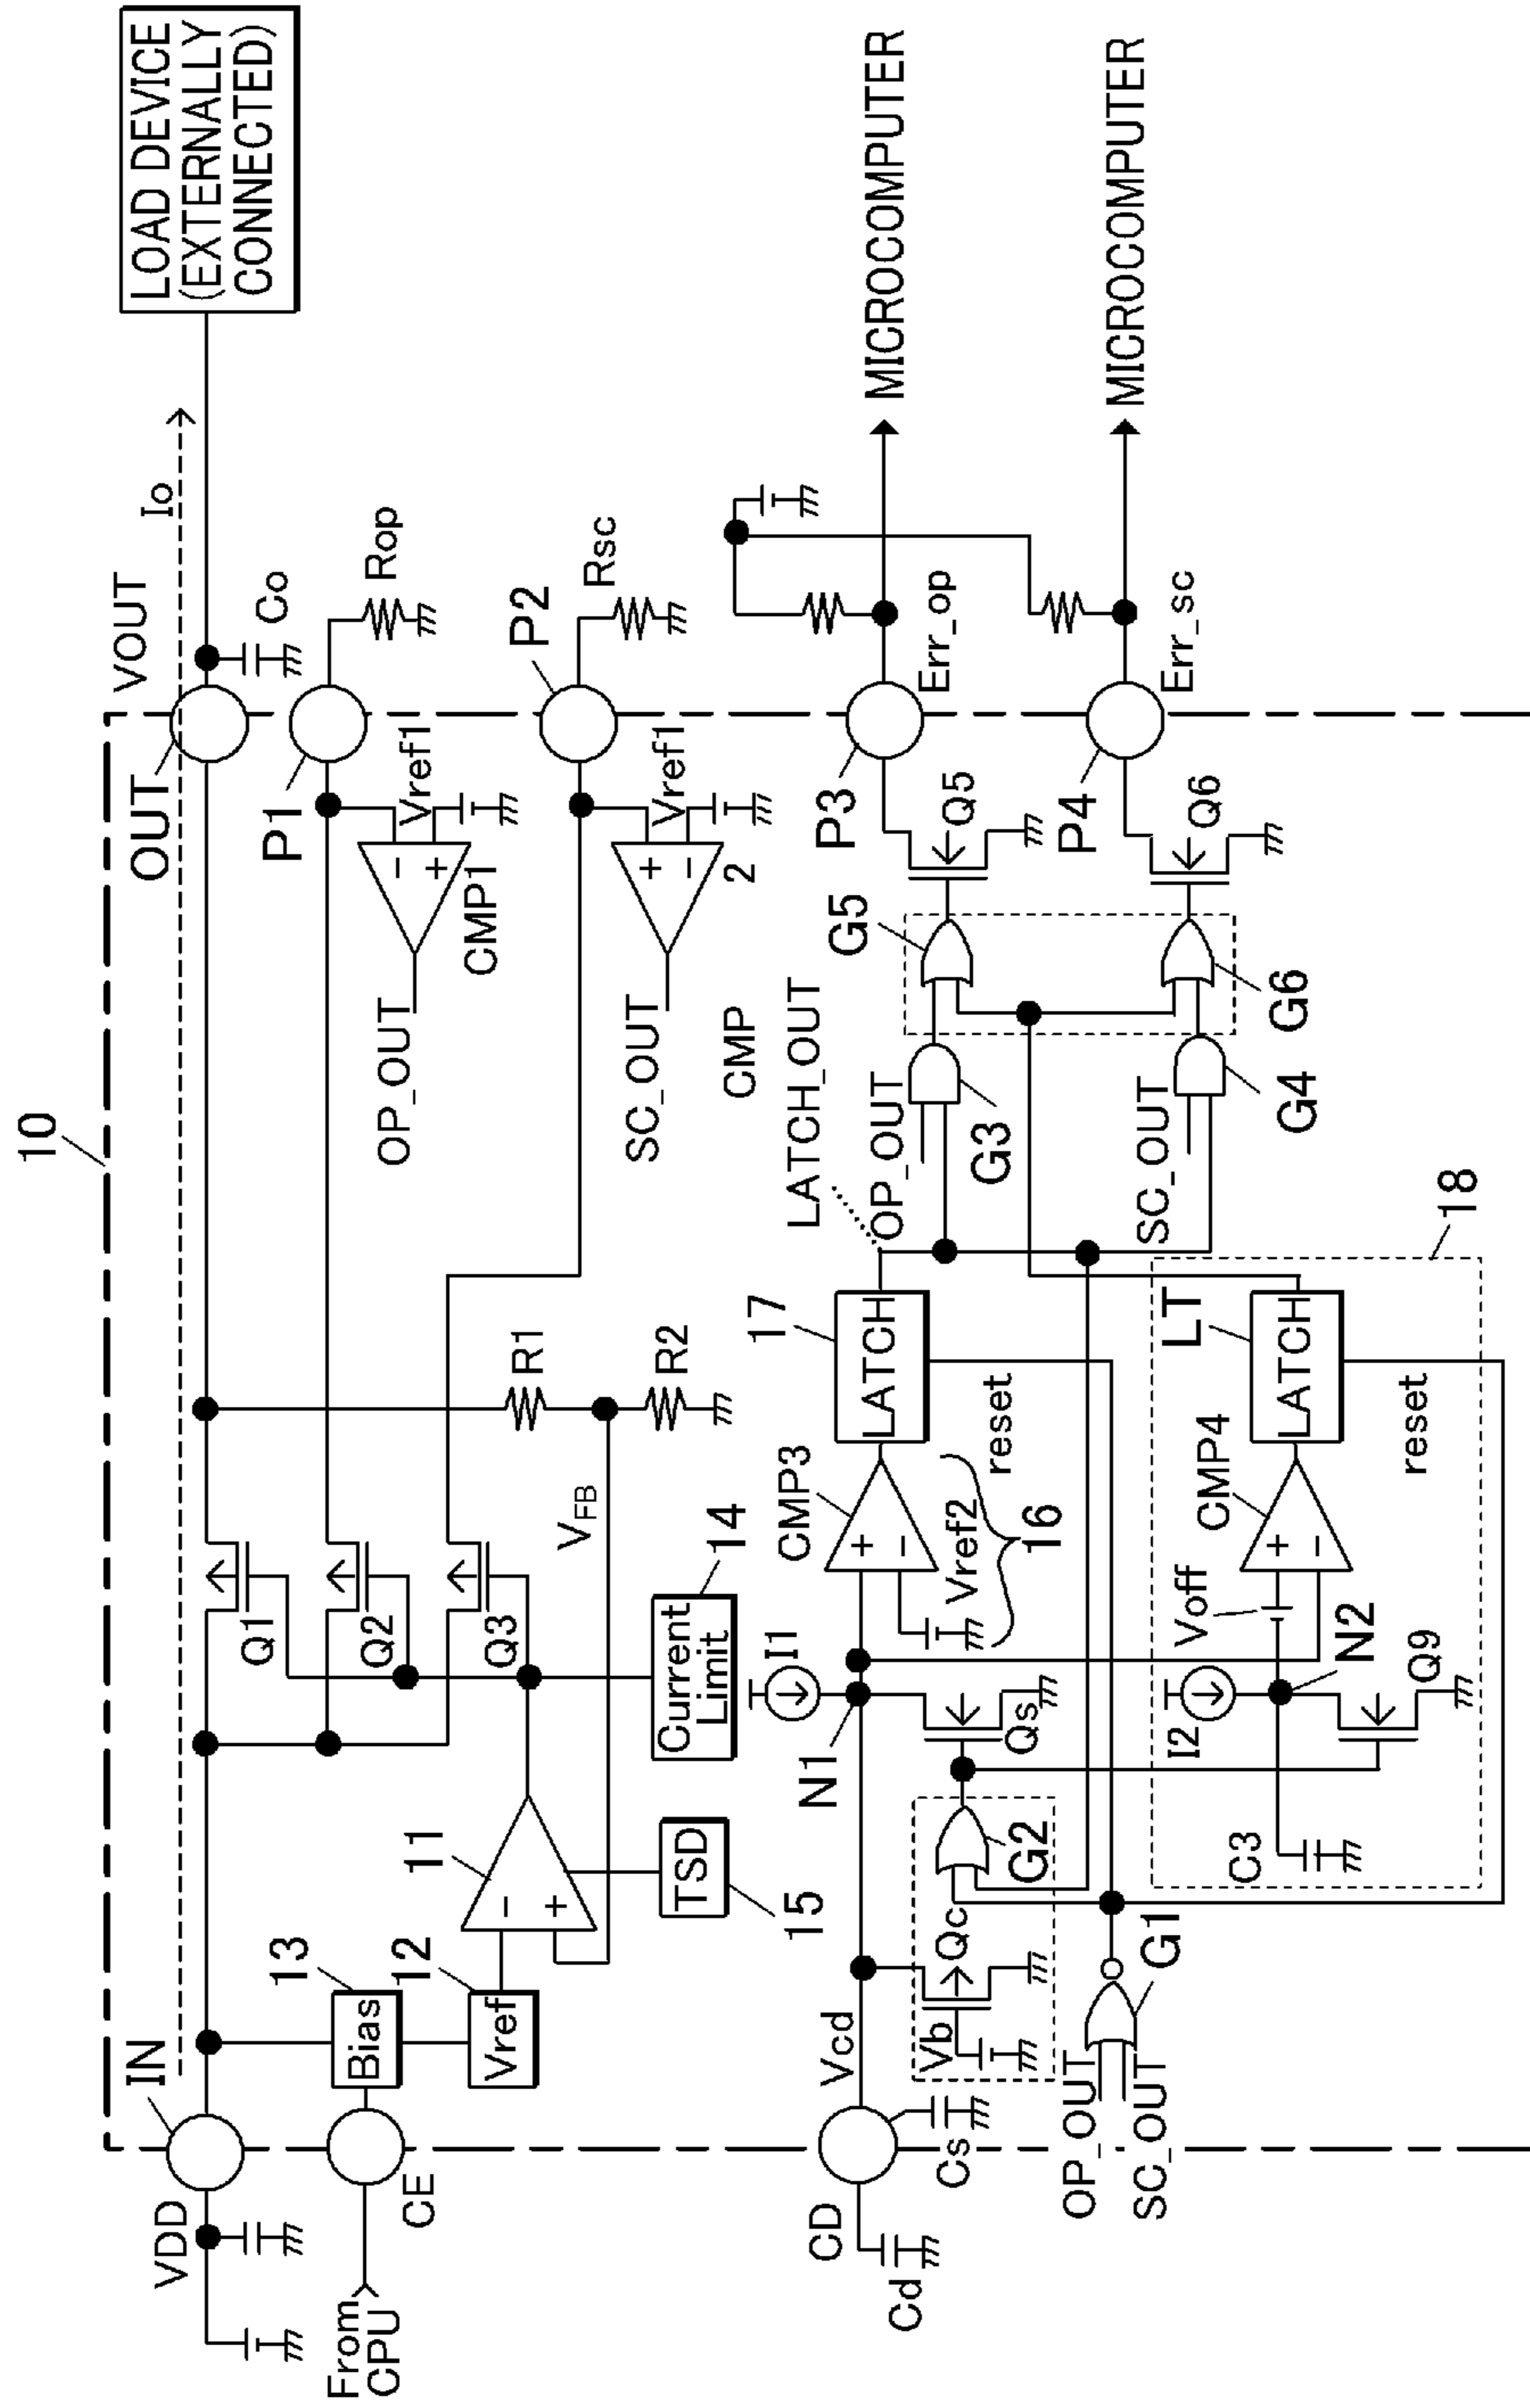 10
LOAD DEVICE
(EXTERNALLY
CONNECTED)
VDD
IN
OUT
VOUT
Io
Co
Q1
Q2
Q3
P1
Rop
Vref1
CMP1
OP_OUT
P2
Rsc
Vref1
CMP
2
SC_OUT
From
CPU
CE
13
Bias
12
Vref
11
-
+
15
TSD
14
Current
Limit
VFB
R1
R2
-
+
+
-
CD
Cd
Cs
Vcd
N1
I1
CMP3
+
-
Vref2
16
17
LATCH
reset
LATCH_OUT
OP_OUT
G3
G5
P3
Q5
Err_op
MICROCOMPUTER
Vb
Qc
G2
Qs
OP_OUT
SC_OUT
G1
SC_OUT
G4
G6
P4
Q6
Err_sc
MICROCOMPUTER
C3
I2
N2
Q9
Voff
CMP4
+
-
LT
LATCH
reset
18